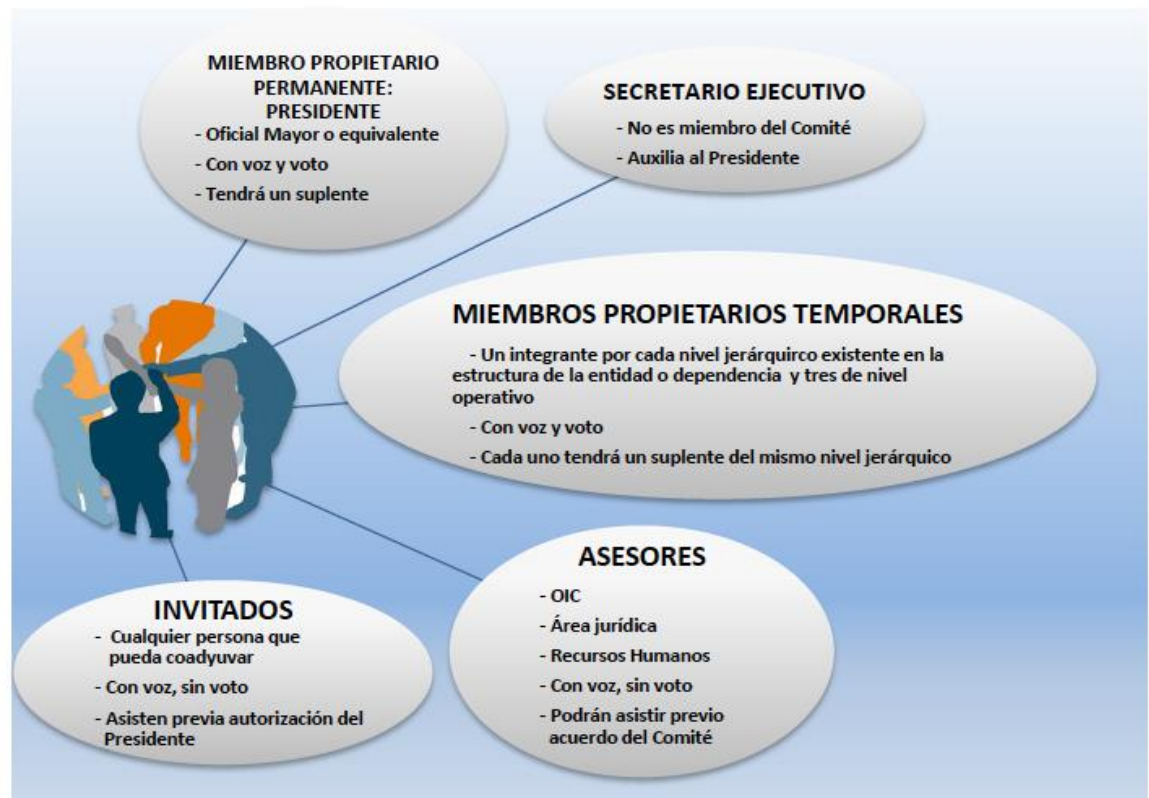 MIEMBRO PROPIETARIO
PERMANENTE:
PRESIDENTE
- Oficial Mayor o equivalente
- Con voz y voto
- Tendrá un suplente
SECRETARIO EJECUTIVO
- No es miembro del Comité
- Auxilia al Presidente
MIEMBROS PROPIETARIOS TEMPORALES
- Un integrante por cada nivel jerárquirco existente en la
estructura de la entidad o dependencia y tres de nivel
operativo
- Con voz y voto
- Cada uno tendrá un suplente del mismo nivel jerárquico
ASESORES
- OIC
- Área jurídica
- Recursos Humanos
- Con voz, sin voto
- Podrán asistir previo
acuerdo del Comité
INVITADOS
- Cualquier persona que
pueda coadyuvar
- Con voz, sin voto
- Asisten previa autorización del
Presidente